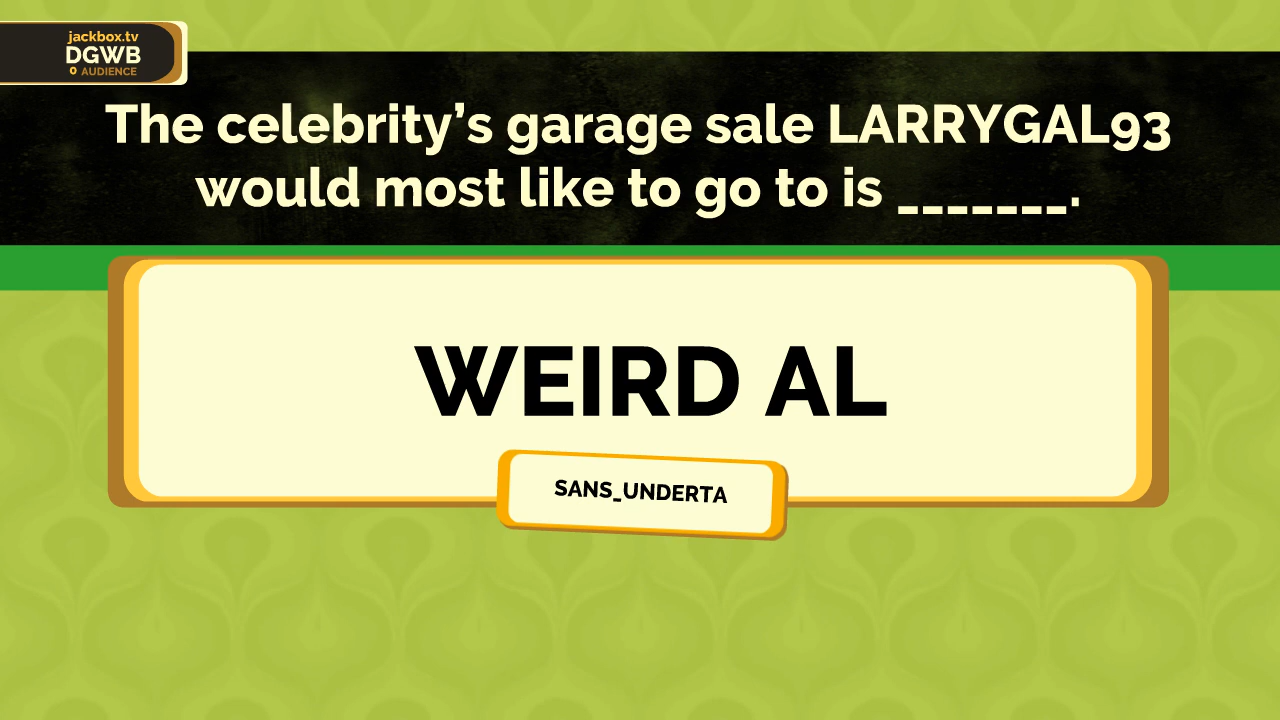 jackbox.tv
DGWB
0 AUDIENCE
The celebrity’s garage sale LARRYGAL93
would most like to go to is _______.
WEIRD AL
SANS_UNDERTA